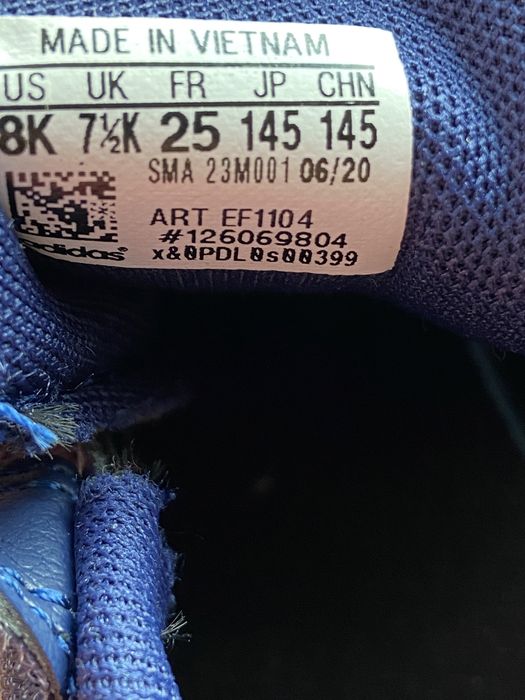 MADE IN VIETNAM
US UK FR JP CHN
8K 7½K 25 145 145
SMA 23M001 06/20
ART EF1104
#126069804
adidas®
x&0PDL0s00399